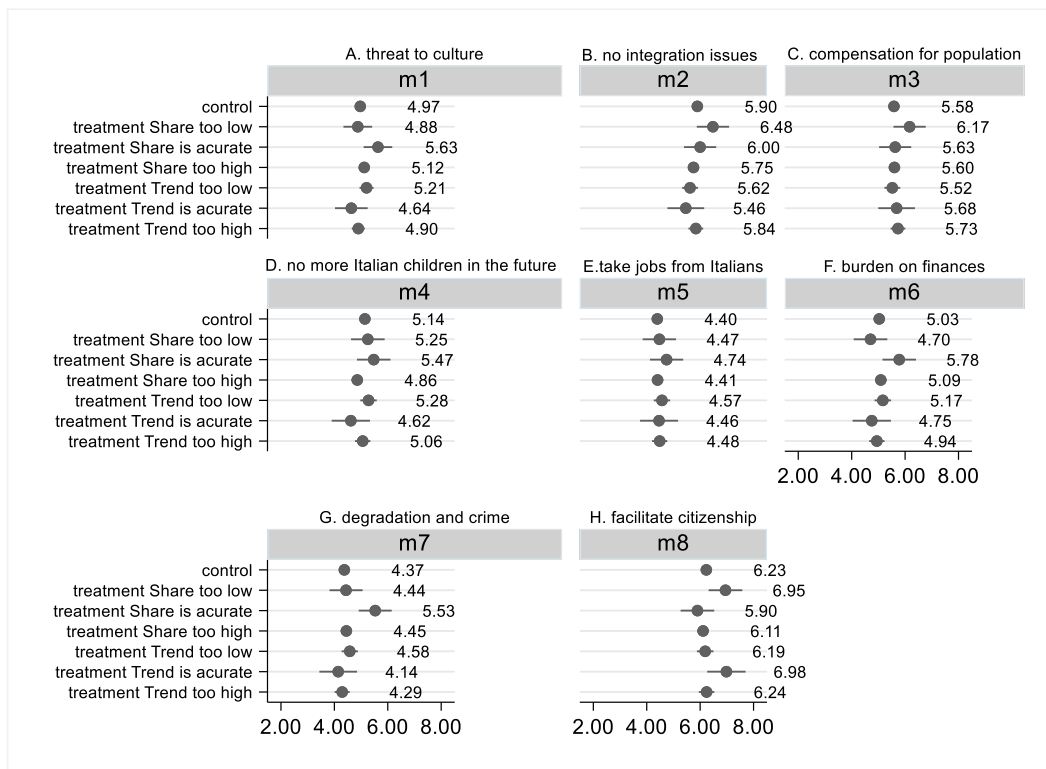 A. threat to culture
B. no integration issues
C. compensation for population
m1
m2
m3
control 4.97 5.90 5.58
treatment Share too low 4.88 6.48 6.17
treatment Share is acurate 5.63 6.00 5.63
treatment Share too high 5.12 5.75 5.60
treatment Trend too low 5.21 5.62 5.52
treatment Trend is acurate 4.64 5.46 5.68
treatment Trend too high 4.90 5.84 5.73
D. no more Italian children in the future
E.take jobs from Italians
F. burden on finances
m4
m5
m6
control 5.14 4.40 5.03
treatment Share too low 5.25 4.47 4.70
treatment Share is acurate 5.47 4.74 5.78
treatment Share too high 4.86 4.41 5.09
treatment Trend too low 5.28 4.57 5.17
treatment Trend is acurate 4.62 4.46 4.75
treatment Trend too high 5.06 4.48 4.94
2.00 4.00 6.00 8.00
G. degradation and crime
H. facilitate citizenship
m7
m8
control 4.37 6.23
treatment Share too low 4.44 6.95
treatment Share is acurate 5.53 5.90
treatment Share too high 4.45 6.11
treatment Trend too low 4.58 6.19
treatment Trend is acurate 4.14 6.98
treatment Trend too high 4.29 6.24
2.00 4.00 6.00 8.00
2.00 4.00 6.00 8.00